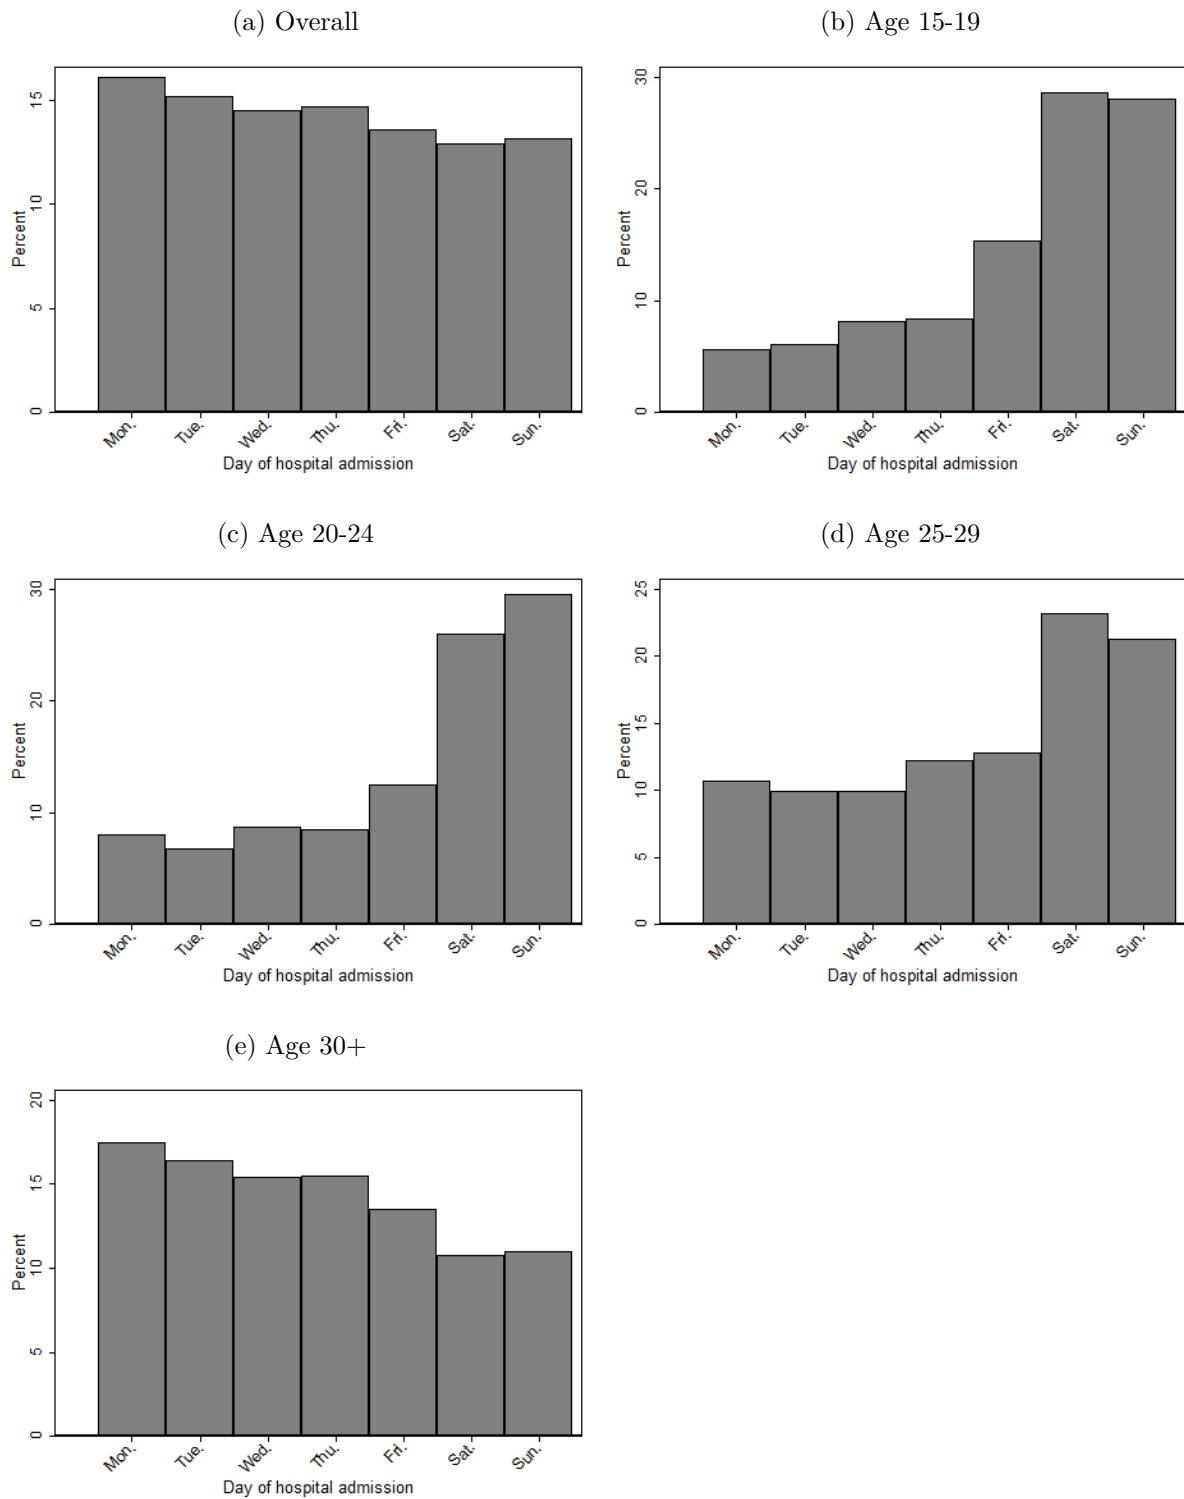 (a) Overall
Percent
15
10
5
0
Mon.
Tue.
Wed.
Thu.
Fri.
Sat.
Sun.
Day of hospital admission
(b) Age 15-19
Percent
30
20
10
0
Mon.
Tue.
Wed.
Thu.
Fri.
Sat.
Sun.
Day of hospital admission
(c) Age 20-24
Percent
30
20
10
0
Mon.
Tue.
Wed.
Thu.
Fri.
Sat.
Sun.
Day of hospital admission
(d) Age 25-29
Percent
25
20
15
10
5
0
Mon.
Tue.
Wed.
Thu.
Fri.
Sat.
Sun.
Day of hospital admission
(e) Age 30+
Percent
20
15
10
5
0
Mon.
Tue.
Wed.
Thu.
Fri.
Sat.
Sun.
Day of hospital admission